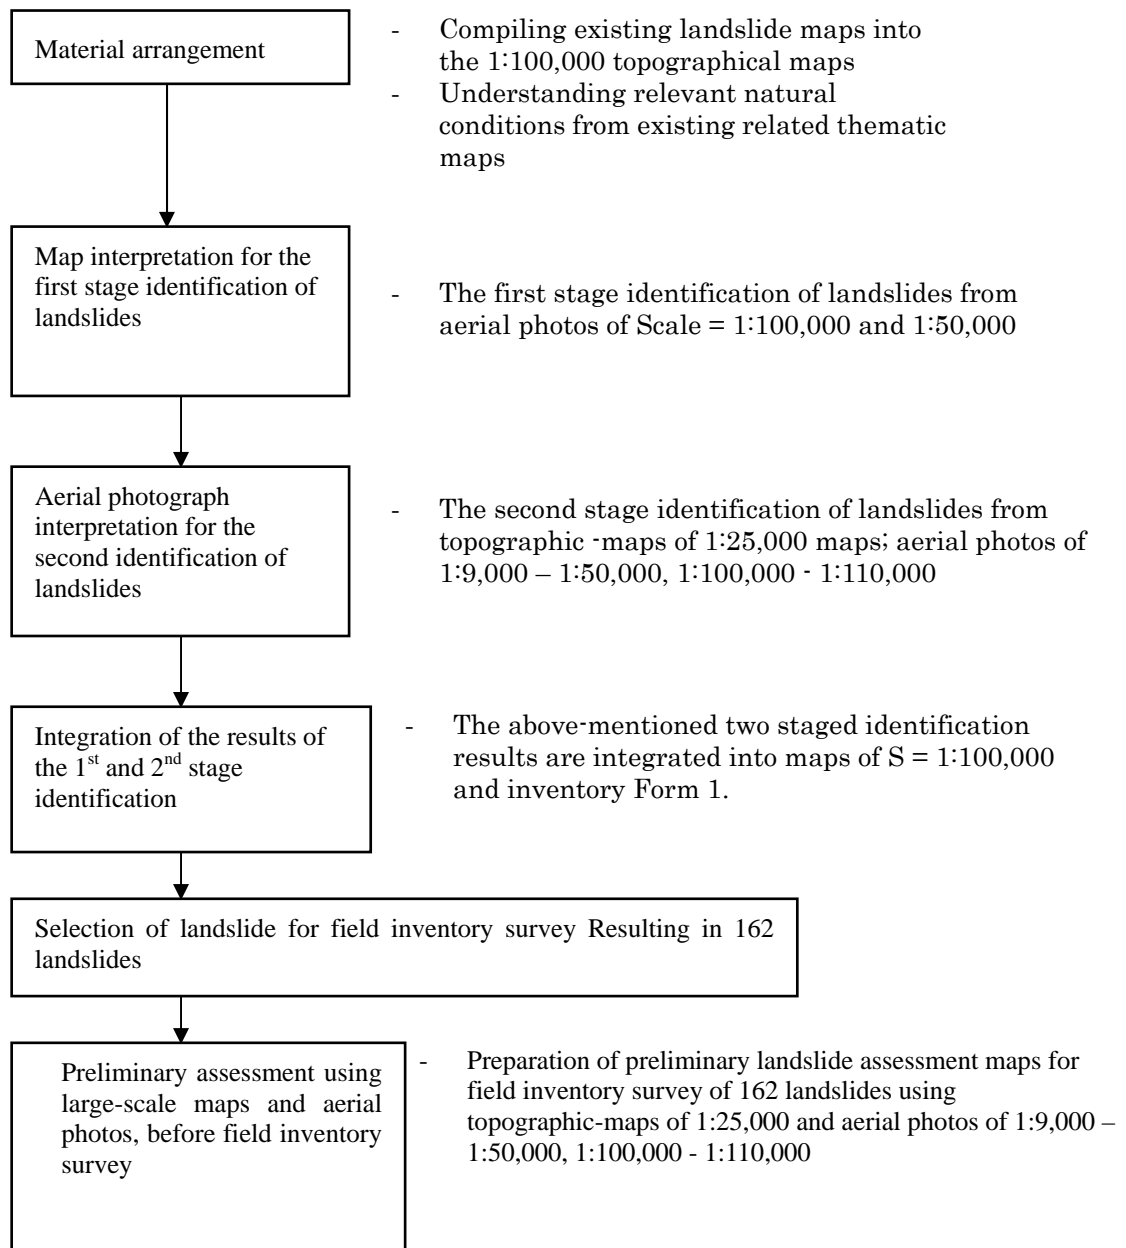 Material arrangement
- Compiling existing landslide maps into
the 1:100,000 topographical maps
- Understanding relevant natural
conditions from existing related thematic
maps
Map interpretation for the
first stage identification of
landslides
- The first stage identification of landslides from
aerial photos of Scale = 1:100,000 and 1:50,000
Aerial photograph
interpretation for the
second identification of
landslides
- The second stage identification of landslides from
topographic -maps of 1:25,000 maps; aerial photos of
1:9,000 – 1:50,000, 1:100,000 - 1:110,000
Integration of the results of
the 1st and 2nd stage
identification
- The above-mentioned two staged identification
results are integrated into maps of S = 1:100,000
and inventory Form 1.
Selection of landslide for field inventory survey Resulting in 162
landslides
Preliminary assessment using
large-scale maps and aerial
photos, before field inventory
survey
- Preparation of preliminary landslide assessment maps for
field inventory survey of 162 landslides using
topographic-maps of 1:25,000 and aerial photos of 1:9,000 –
1:50,000, 1:100,000 - 1:110,000